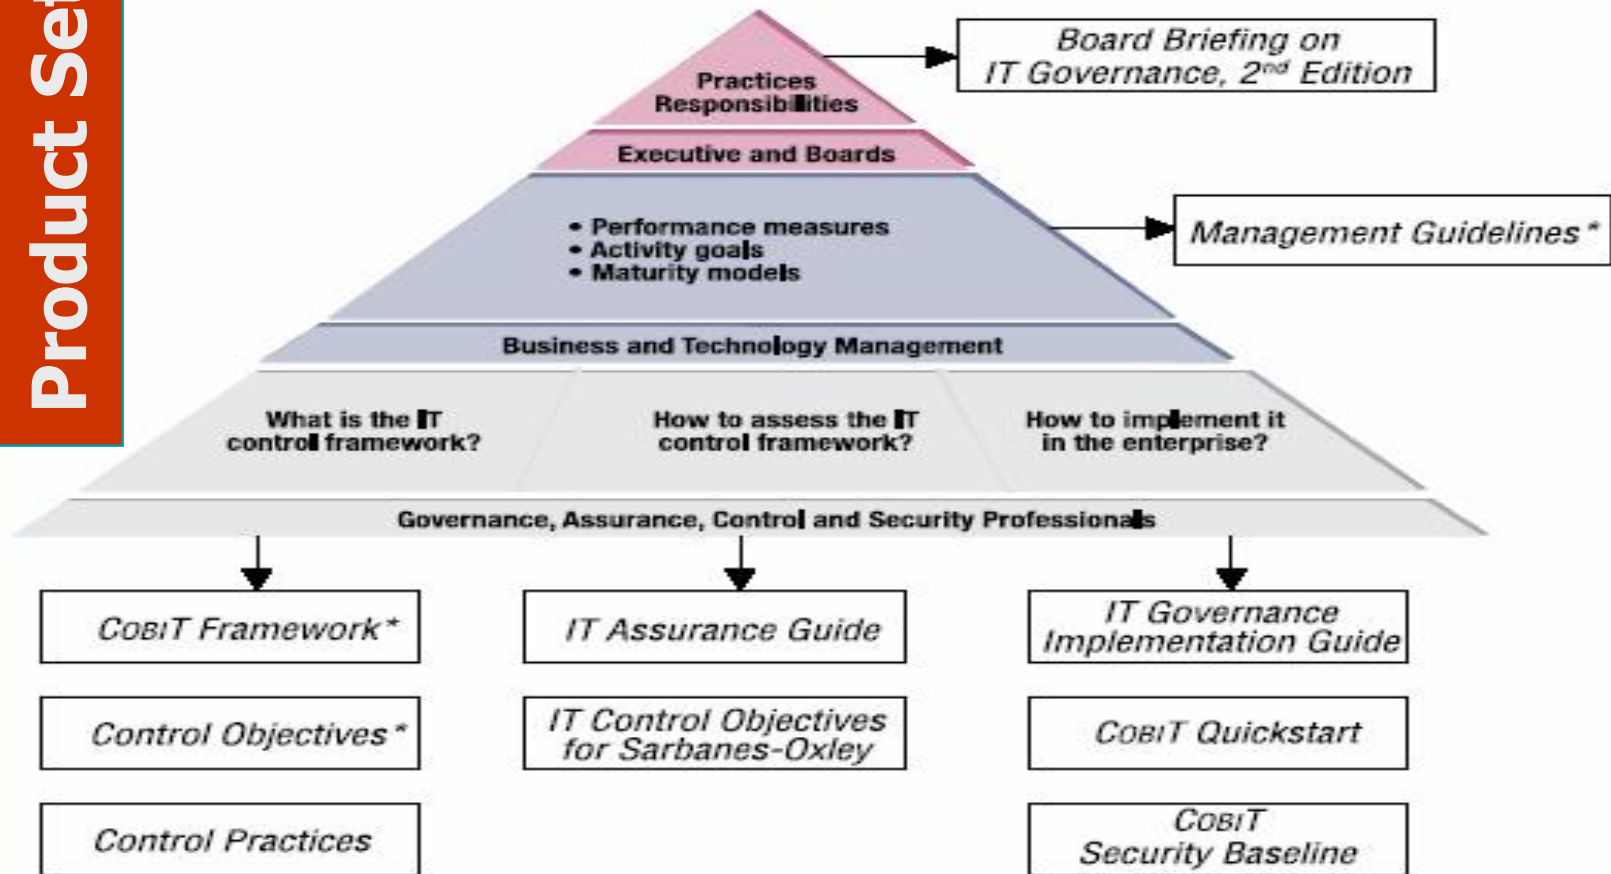 Product Set
Board Briefing on
IT Governance, 2nd Edition
Practices
Responsibilities
Executive and Boards
• Performance measures
• Activity goals
• Maturity models
Management Guidelines*
Business and Technology Management
What is the IT
control framework?
How to assess the IT
control framework?
How to implement it
in the enterprise?
Governance, Assurance, Control and Security Professionals
COBIT Framework*
IT Assurance Guide
IT Governance
Implementation Guide
Control Objectives*
IT Control Objectives
for Sarbanes-Oxley
COBIT Quickstart
Control Practices
COBIT
Security Baseline